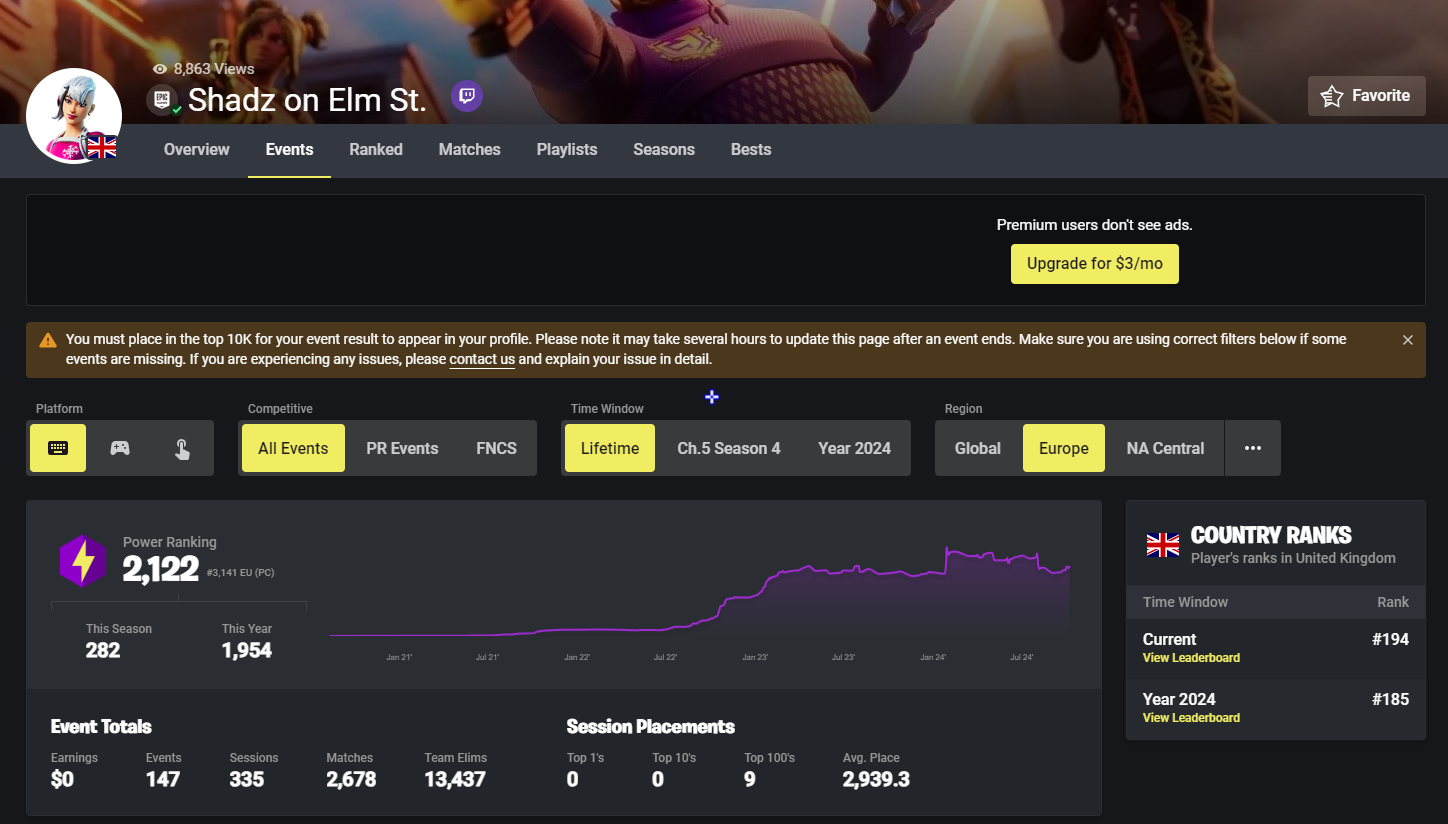 8,863 Views
EPIC GAMES
Shadz on Elm St.
Favorite
Overview Events Ranked Matches Playlists Seasons Bests
Premium users don't see ads.
Upgrade for $3/mo
You must place in the top 10K for your event result to appear in your profile. Please note it may take several hours to update this page after an event ends. Make sure you are using correct filters below if some
events are missing. If you are experiencing any issues, please contact us and explain your issue in detail.
Platform Competitive Time Window Region
All Events PR Events FNCS Lifetime Ch.5 Season 4 Year 2024 Global Europe NA Central
Power Ranking
2,122 #3,141 EU (PC)
This Season This Year
282 1,954
Jan 21' Jul 21' Jan 22' Jul 22' Jan 23' Jul 23' Jan 24' Jul 24'
COUNTRY RANKS
Player's ranks in United Kingdom
Time Window Rank
Current #194
View Leaderboard
Year 2024 #185
View Leaderboard
Event Totals
Earnings Events Sessions Matches Team Elims
$0 147 335 2,678 13,437
Session Placements
Top 1's Top 10's Top 100's Avg. Place
0 0 9 2,939.3